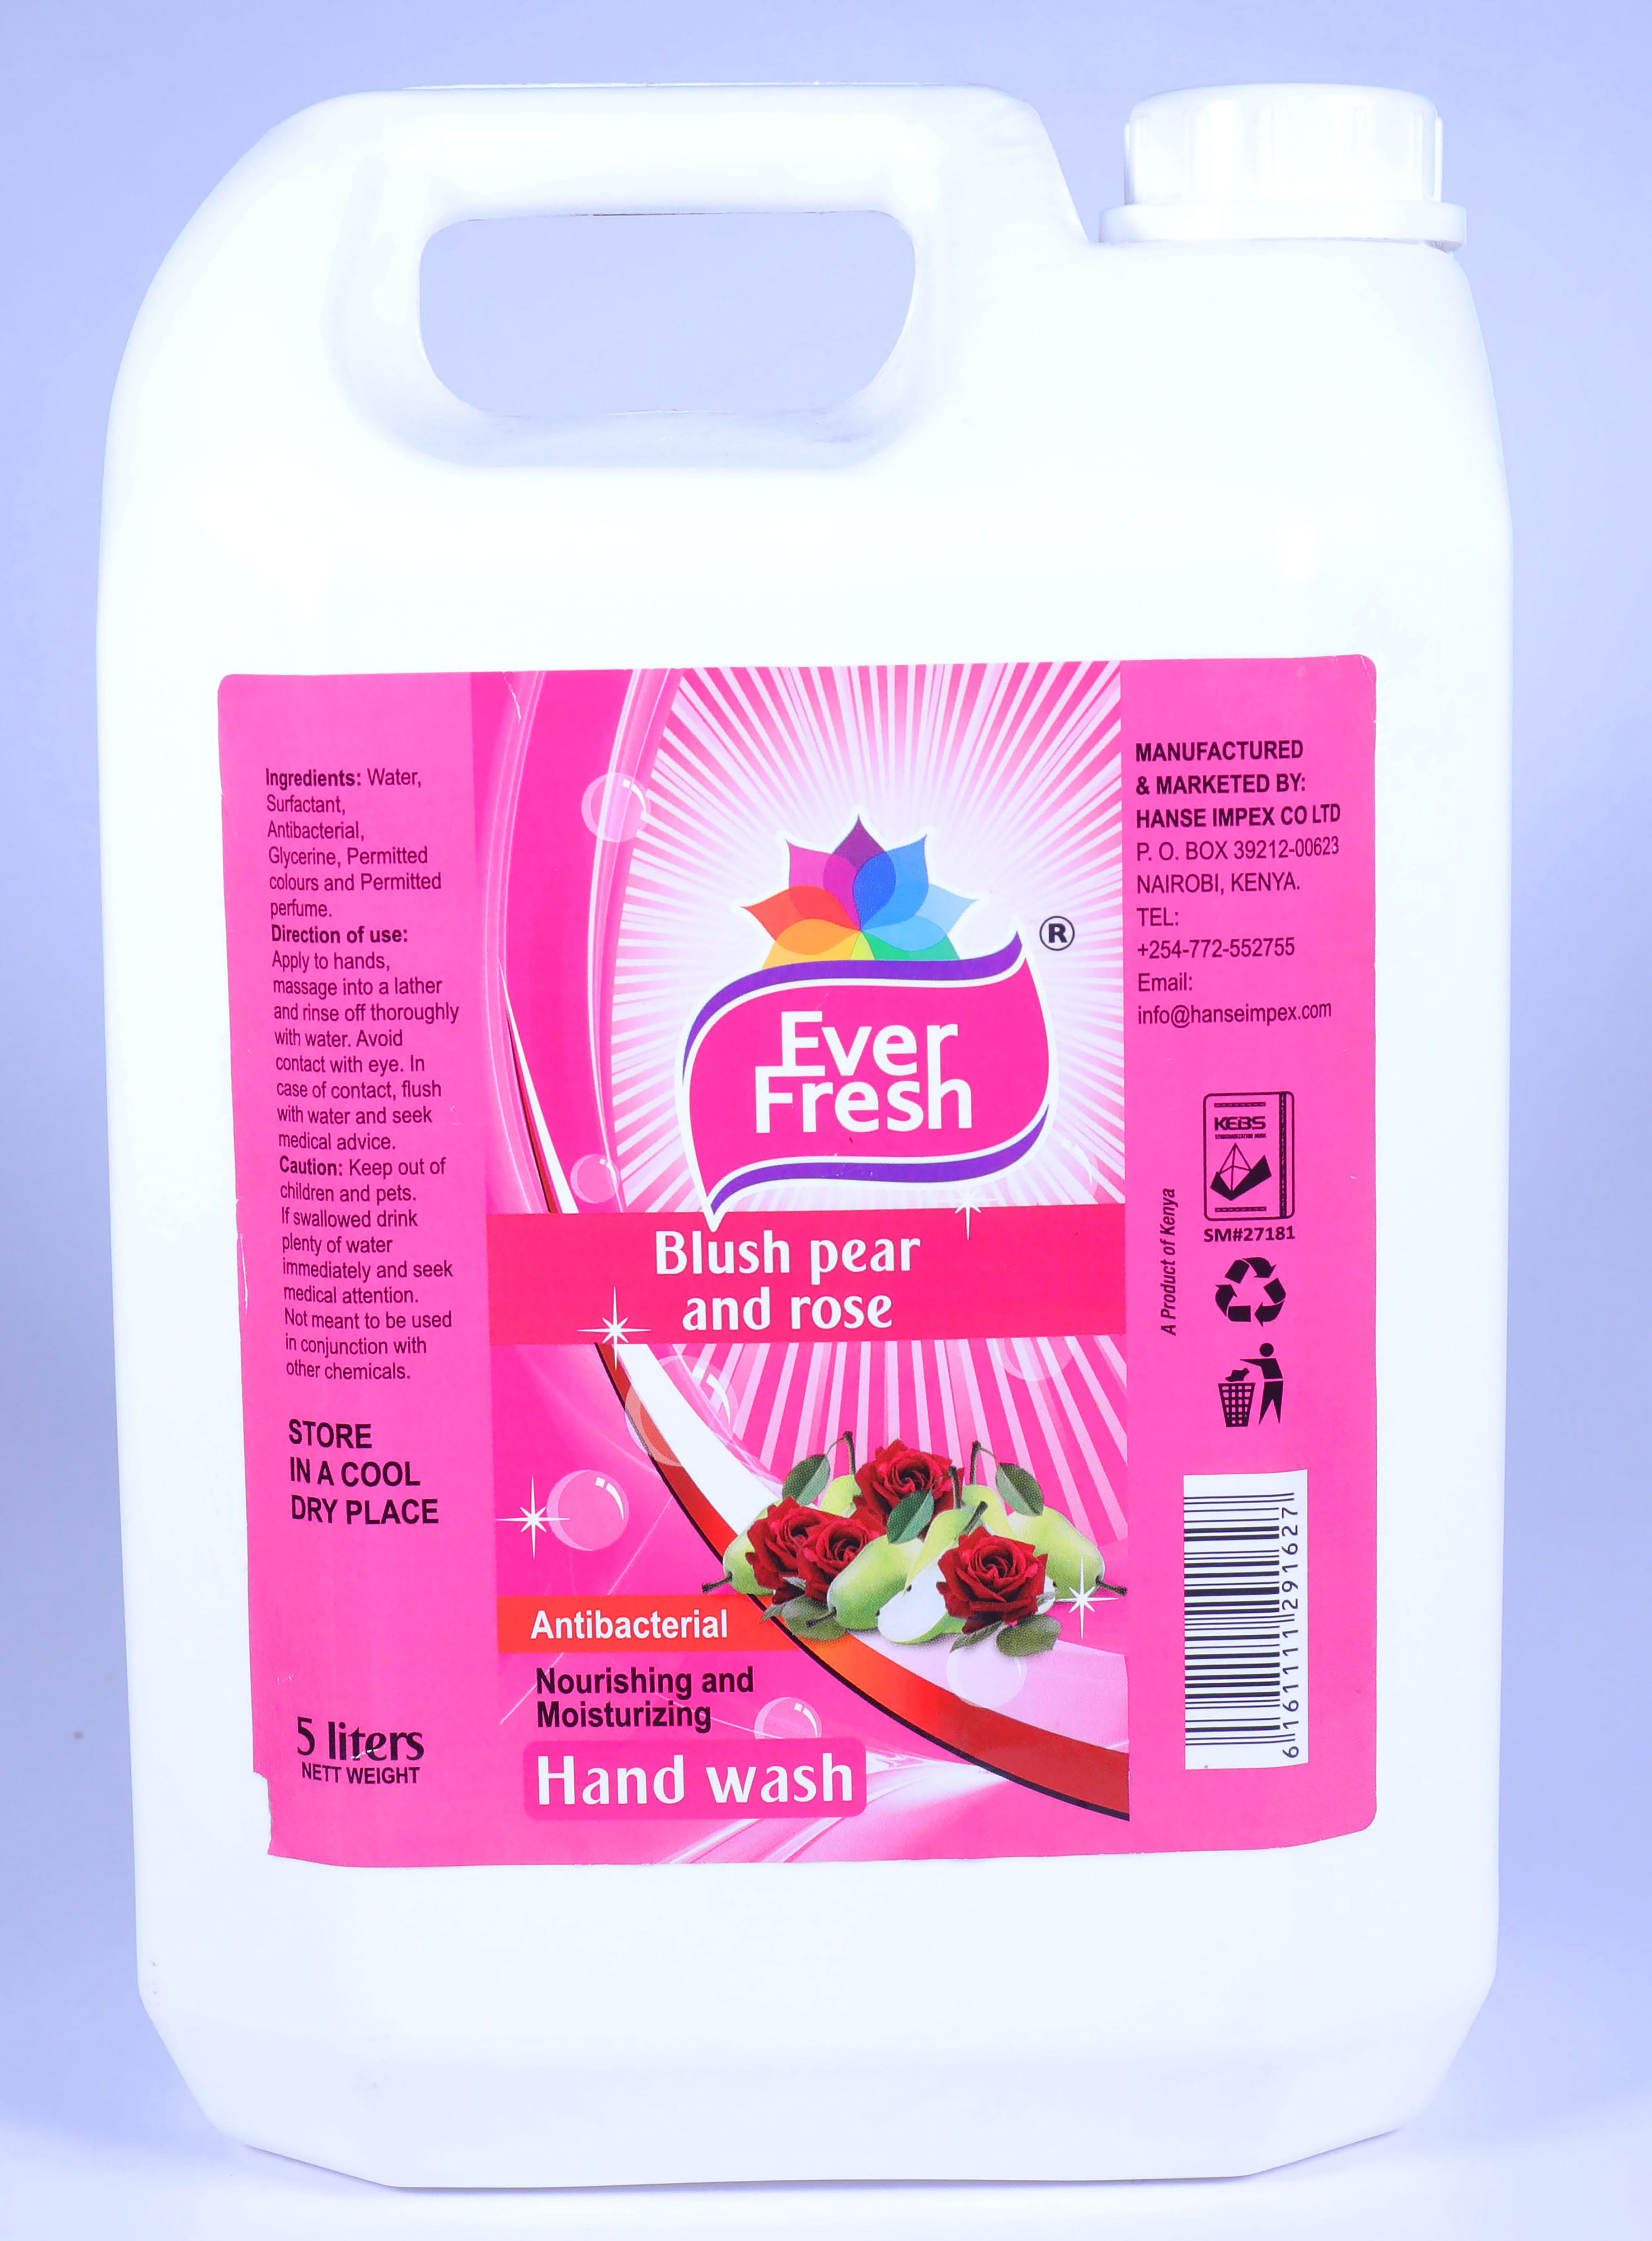 Ingredients: Water,
Surfactant,
Antibacterial,
Glycerine, Permitted
colours and Permitted
perfume.
Direction of use:
Apply to hands,
massage into a lather
and rinse off thoroughly
with water. Avoid
contact with eye. In
case of contact, flush
with water and seek
medical advice.
Caution: Keep out of
children and pets.
If swallowed drink
plenty of water
immediately and seek
medical attention.
Not meant to be used
in conjunction with
other chemicals.
STORE
IN A COOL
DRY PLACE
5 liters
NETT WEIGHT
®
Ever
Fresh
Blush pear
and rose
Antibacterial
Nourishing and
Moisturizing
Hand wash
MANUFACTURED
& MARKETED BY:
HANSE IMPEX CO LTD
P. O. BOX 39212-00623
NAIROBI, KENYA.
TEL:
+254-772-552755
Email:
info@hanseimpex.com
A Product of Kenya
KEBS
STANDARDIZATION MARK
SM#27181
6 161111 291627